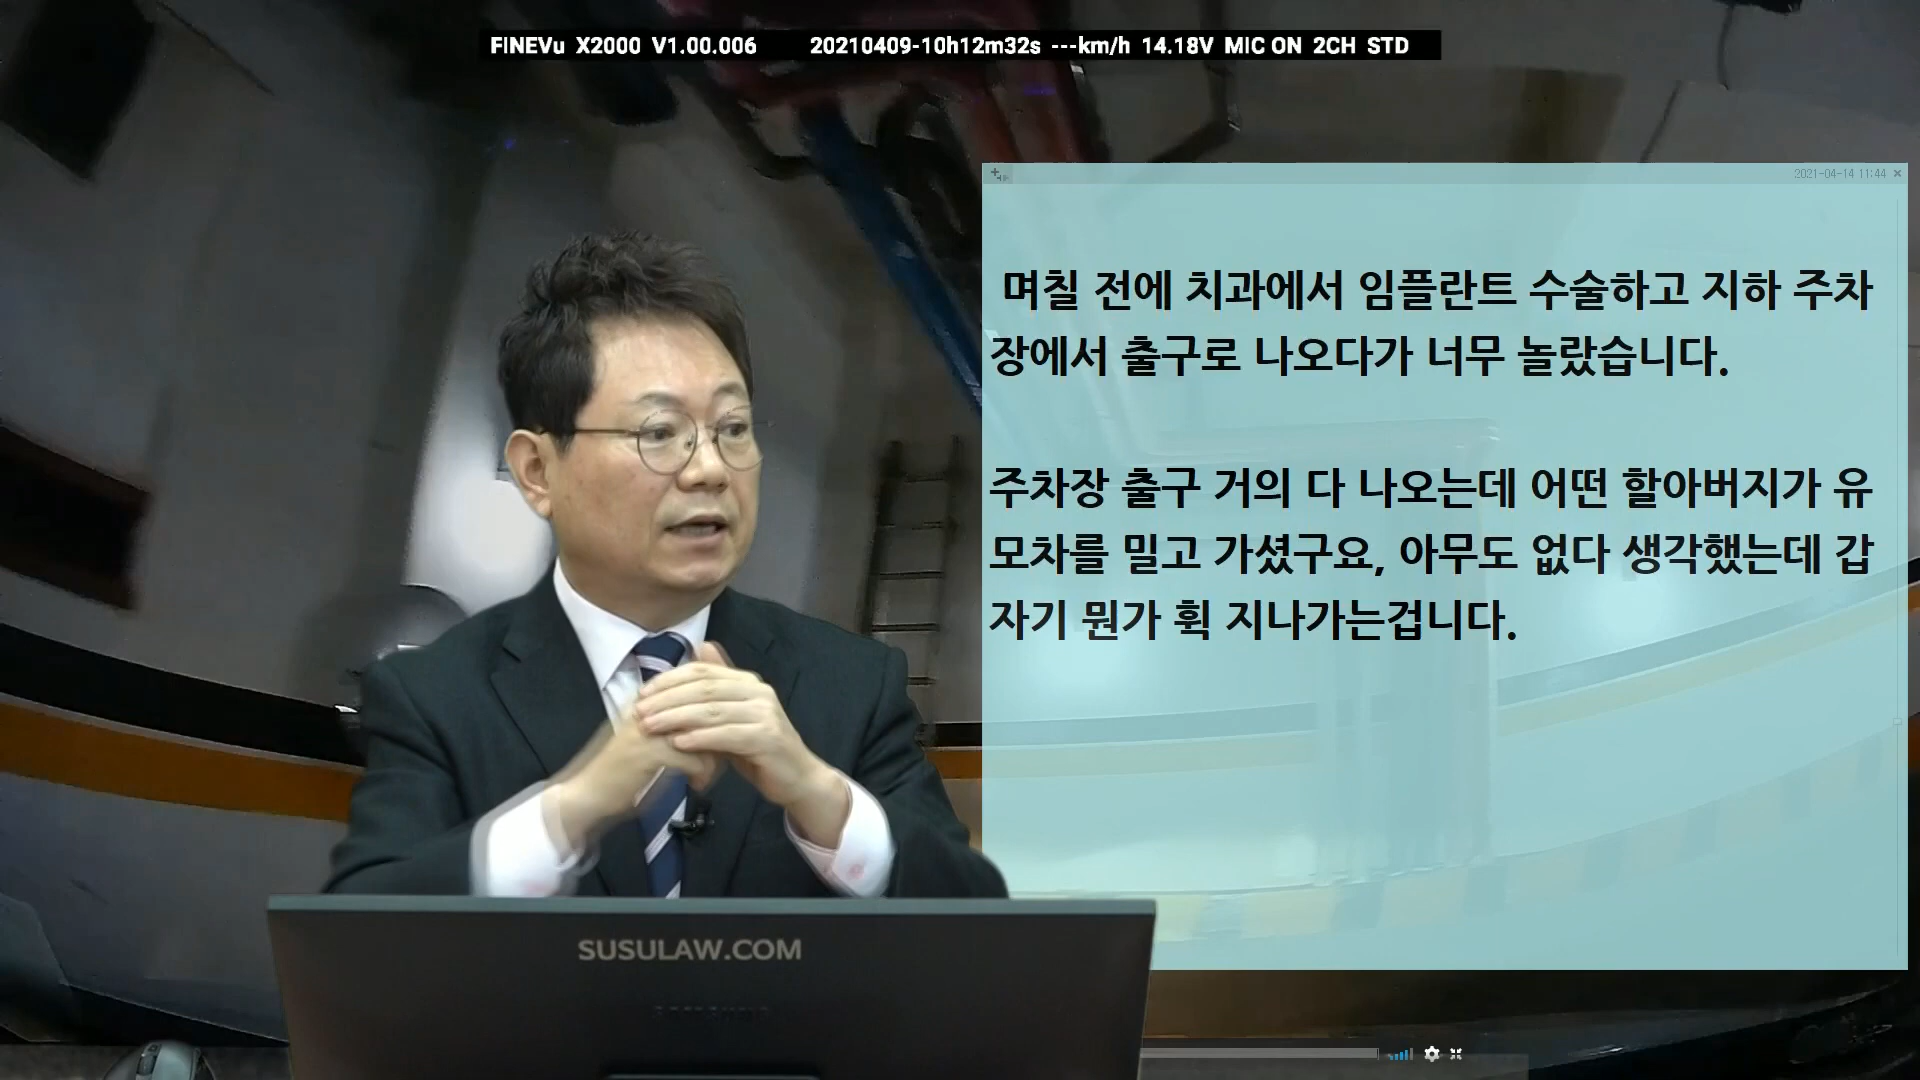 FINEVu X2000 V1.00.006 20210409-10h12m32s ---km/h 14.18V MIC ON 2CH STD
2021-04-14 11:44
며칠 전에 치과에서 임플란트 수술하고 지하 주차
장에서 출구로 나오다가 너무 놀랐습니다.
주차장 출구 거의 다 나오는데 어떤 할아버지가 유
모차를 밀고 가셨구요, 아무도 없다 생각했는데 갑
자기 뭔가 휙 지나가는겁니다.
SUSULAW.COM